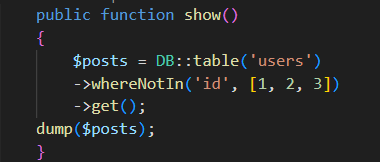 public function show()
{
$posts = DB::table('users')
->whereNotIn('id', [1, 2, 3])
->get();
dump($posts);
}